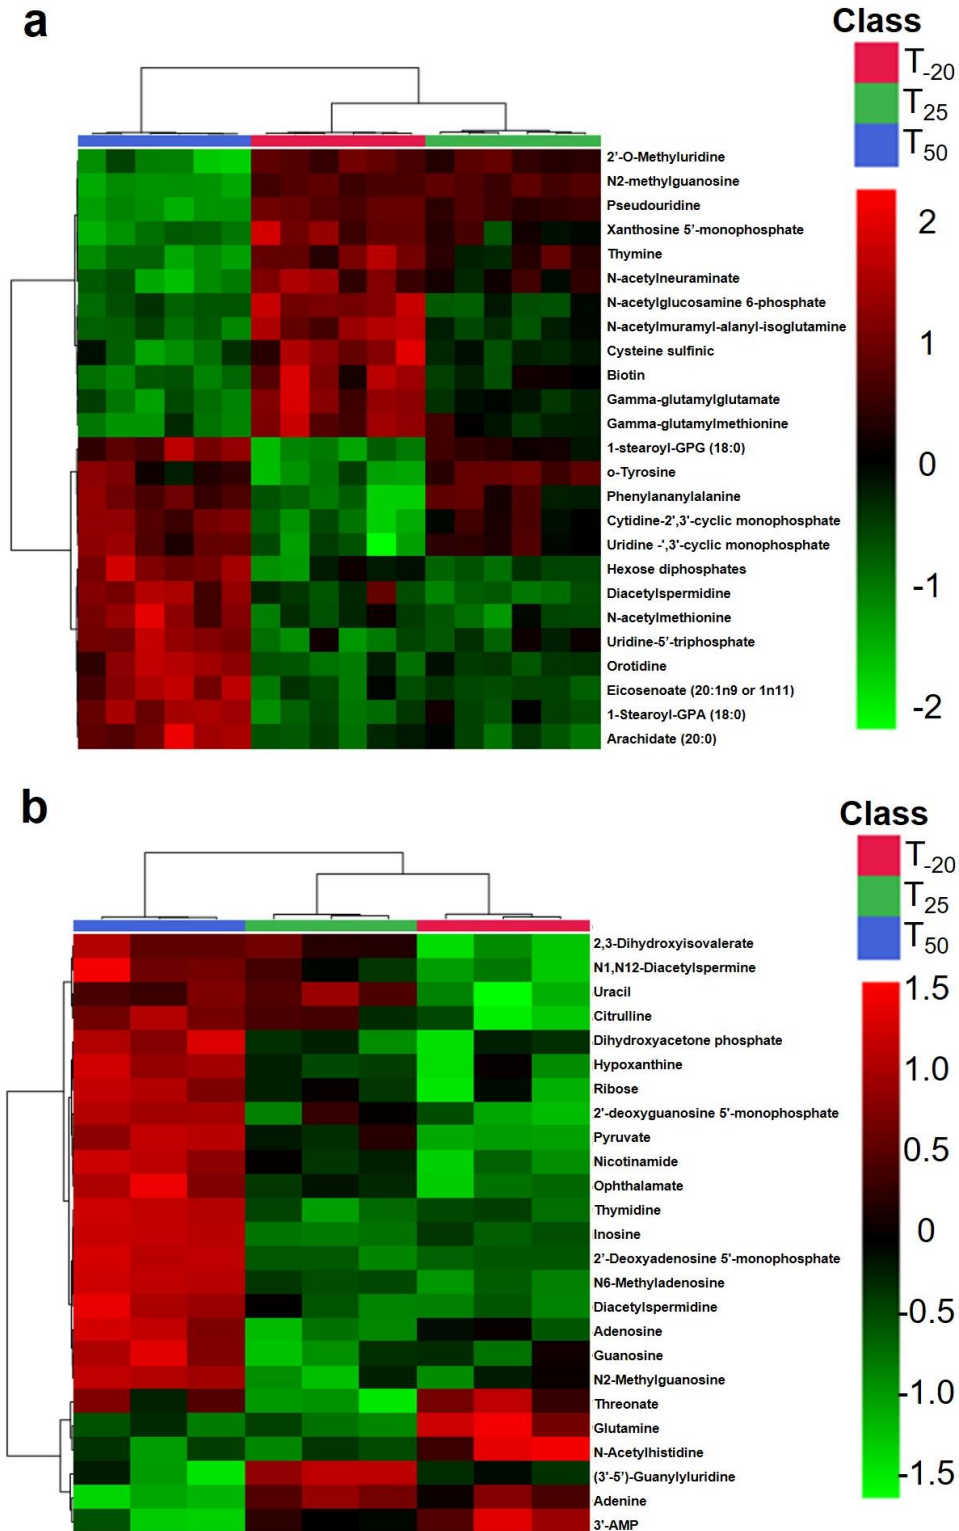 a
Class
T-20
T25
T50
2'-O-Methyluridine
N2-methylguanosine
Pseudouridine
Xanthosine 5'-monophosphate
Thymine
N-acetylneuraminate
N-acetylglucosamine 6-phosphate
N-acetylmuramyl-alanyl-isoglutamine
Cysteine sulfinic
Biotin
Gamma-glutamylglutamate
Gamma-glutamylmethionine
1-stearoyl-GPG (18:0)
o-Tyrosine
Phenylananylalanine
Cytidine-2',3'-cyclic monophosphate
Uridine -',3'-cyclic monophosphate
Hexose diphosphates
Diacetylspermidine
N-acetylmethionine
Uridine-5'-triphosphate
Orotidine
Eicosenoate (20:1n9 or 1n11)
1-Stearoyl-GPA (18:0)
Arachidate (20:0)
2
1
0
-1
-2
b
Class
T-20
T25
T50
2,3-Dihydroxyisovalerate
N1,N12-Diacetylspermine
Uracil
Citrulline
Dihydroxyacetone phosphate
Hypoxanthine
Ribose
2'-deoxyguanosine 5'-monophosphate
Pyruvate
Nicotinamide
Ophthalamate
Thymidine
Inosine
2'-Deoxyadenosine 5'-monophosphate
N6-Methyladenosine
Diacetylspermidine
Adenosine
Guanosine
N2-Methylguanosine
Threonate
Glutamine
N-Acetylhistidine
(3'-5')-Guanylyluridine
Adenine
3'-AMP
1.5
1.0
0.5
0
-0.5
-1.0
-1.5